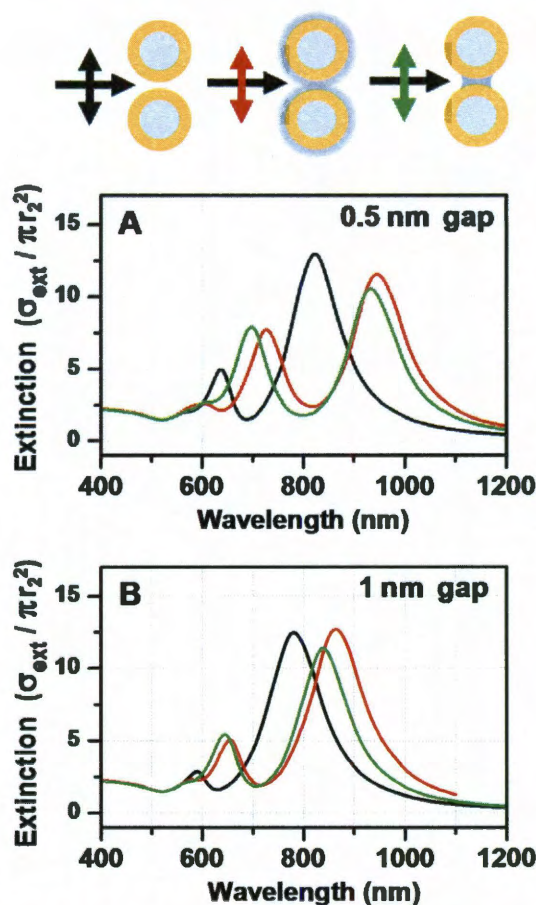 A
0.5 nm gap
15
10
5
0
Extinction (σext / πr₂²)
400 600 800 1000 1200
Wavelength (nm)
B
1 nm gap
15
10
5
0
Extinction (σext / πr₂²)
400 600 800 1000 1200
Wavelength (nm)